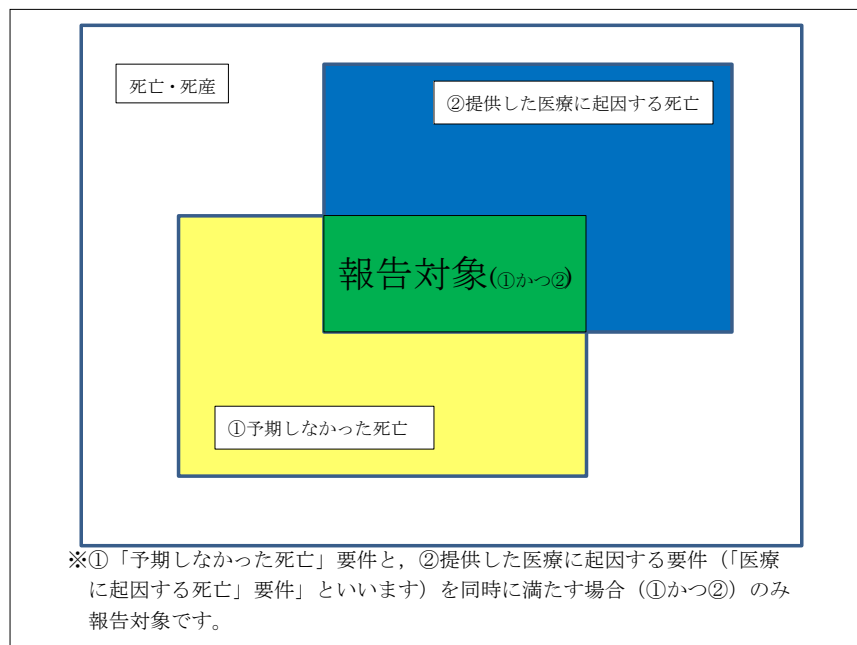 死亡・死産
②提供した医療に起因する死亡
報告対象(①かつ②)
①予期しなかった死亡
※①「予期しなかった死亡」要件と，②提供した医療に起因する要件（「医療
に起因する死亡」要件」といいます）を同時に満たす場合（①かつ②）のみ
報告対象です。